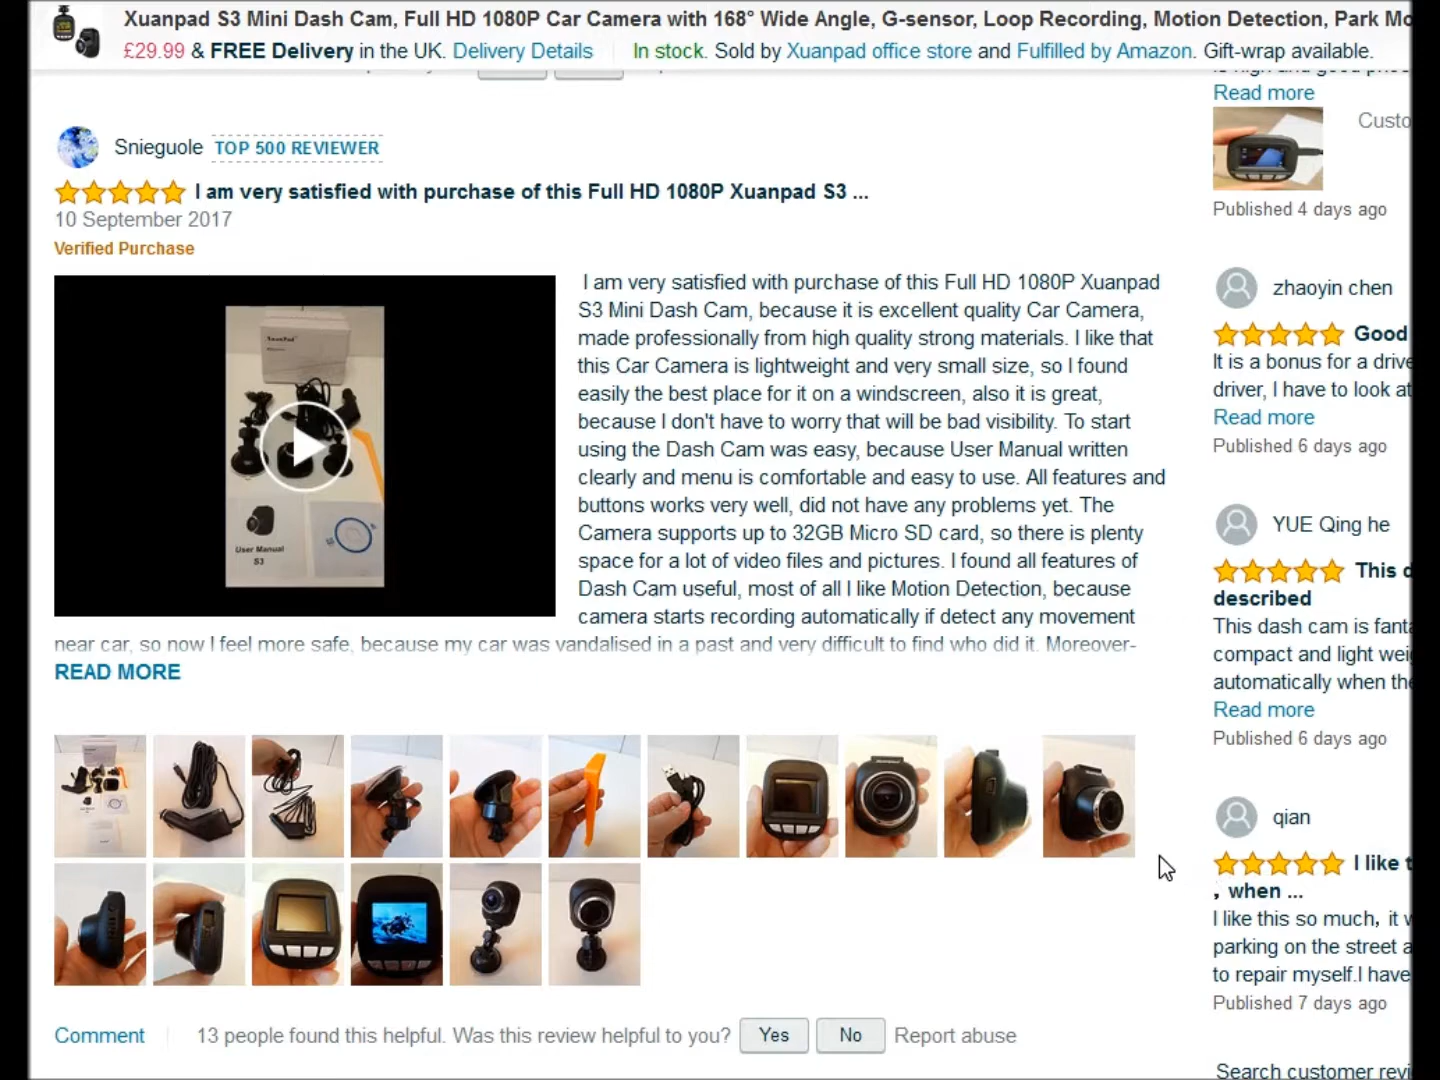 Xuanpad S3 Mini Dash Cam, Full HD 1080P Car Camera with 168° Wide Angle, G-sensor, Loop Recording, Motion Detection, Park Mo
£29.99 & FREE Delivery in the UK. Delivery Details In stock. Sold by Xuanpad office store and Fulfilled by Amazon. Gift-wrap available.
Snieguole TOP 500 REVIEWER
I am very satisfied with purchase of this Full HD 1080P Xuanpad S3 ...
10 September 2017
Verified Purchase
User Manual
S3
I am very satisfied with purchase of this Full HD 1080P Xuanpad
S3 Mini Dash Cam, because it is excellent quality Car Camera,
made professionally from high quality strong materials. I like that
this Car Camera is lightweight and very small size, so I found
easily the best place for it on a windscreen, also it is great,
because I don't have to worry that will be bad visibility. To start
using the Dash Cam was easy, because User Manual written
clearly and menu is comfortable and easy to use. All features and
buttons works very well, did not have any problems yet. The
Camera supports up to 32GB Micro SD card, so there is plenty
space for a lot of video files and pictures. I found all features of
Dash Cam useful, most of all I like Motion Detection, because
camera starts recording automatically if detect any movement
near car, so now I feel more safe, because my car was vandalised in a past and very difficult to find who did it. Moreover-
READ MORE
Comment 13 people found this helpful. Was this review helpful to you? Yes No Report abuse
Read more
Custo
Published 4 days ago
zhaoyin chen
Good
It is a bonus for a drive
driver, I have to look at
Read more
Published 6 days ago
YUE Qing he
This d
described
This dash cam is fanta
compact and light wei
automatically when the
Read more
Published 6 days ago
qian
I like t
, when ...
I like this so much, it w
parking on the street a
to repair myself.I have
Published 7 days ago
Search customer revi